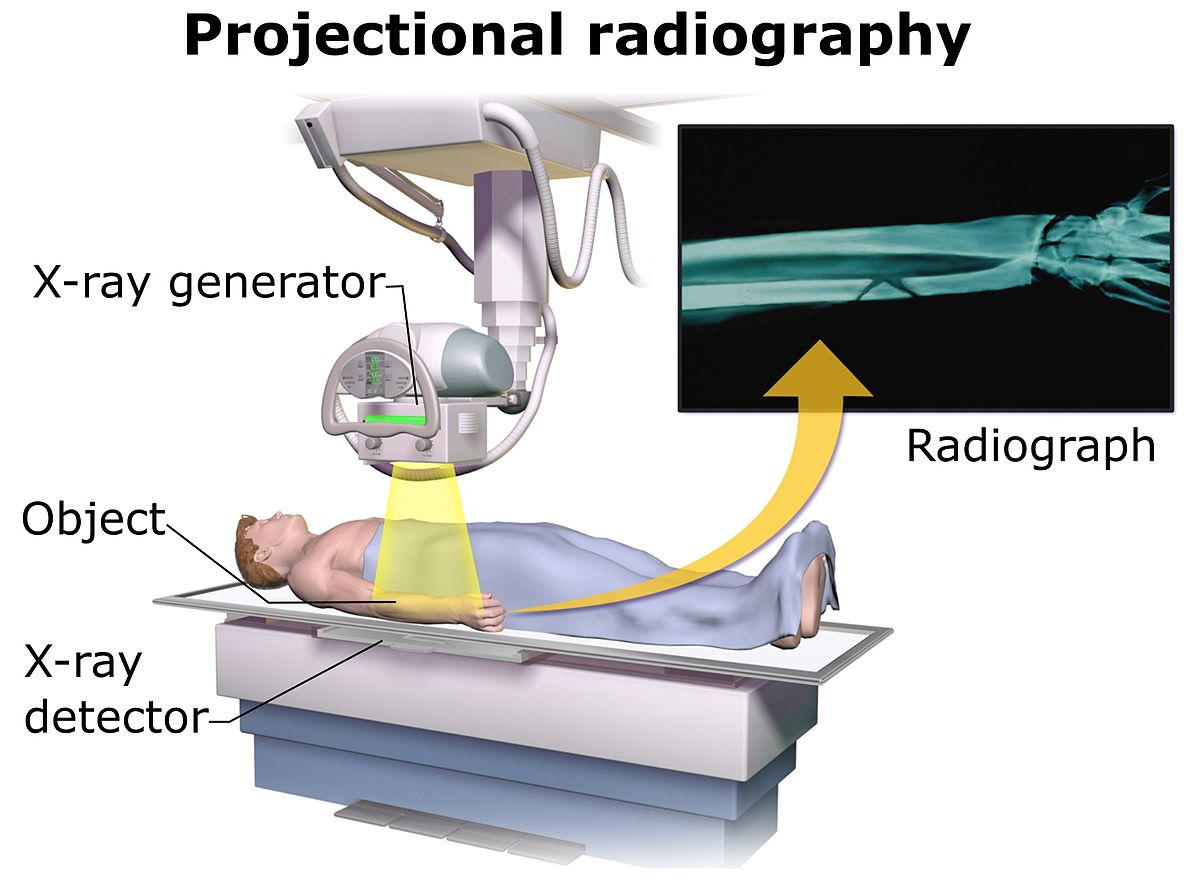 Projectional radiography
X-ray generator
Radiograph
Object
X-ray
detector